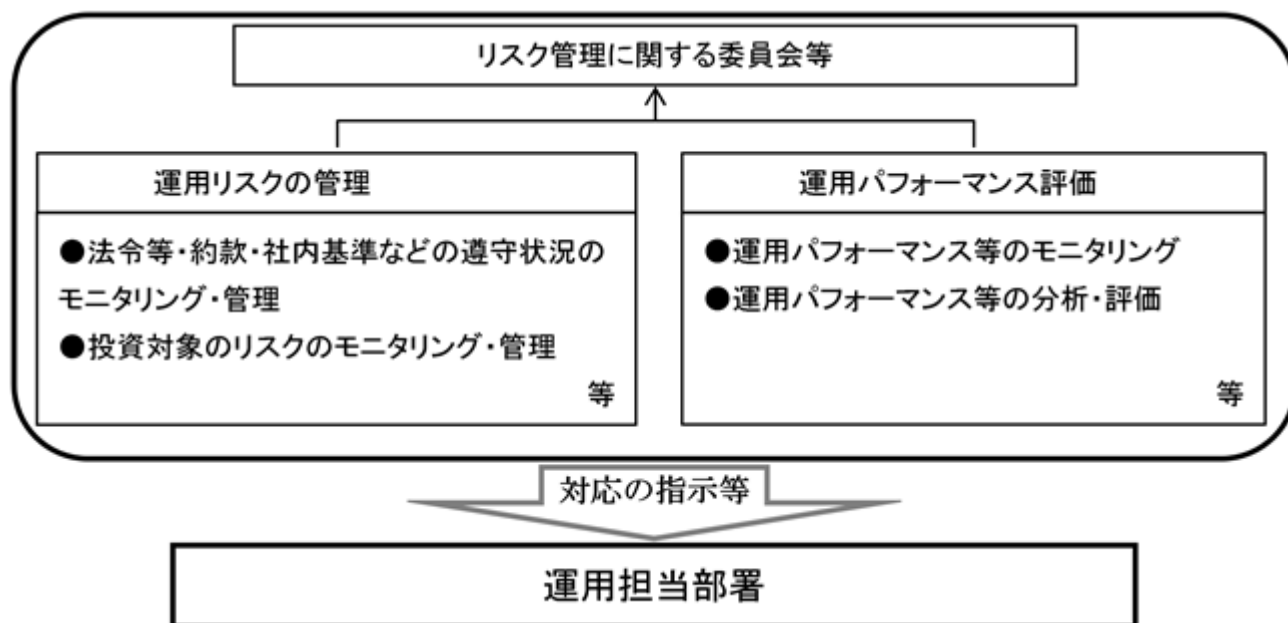 リスク管理に関する委員会等
運用リスクの管理
●法令等・約款・社内基準などの遵守状況の
モニタリング・管理
●投資対象のリスクのモニタリング・管理
等
運用パフォーマンス評価
●運用パフォーマンス等のモニタリング
●運用パフォーマンス等の分析・評価
等
対応の指示等
運用担当部署